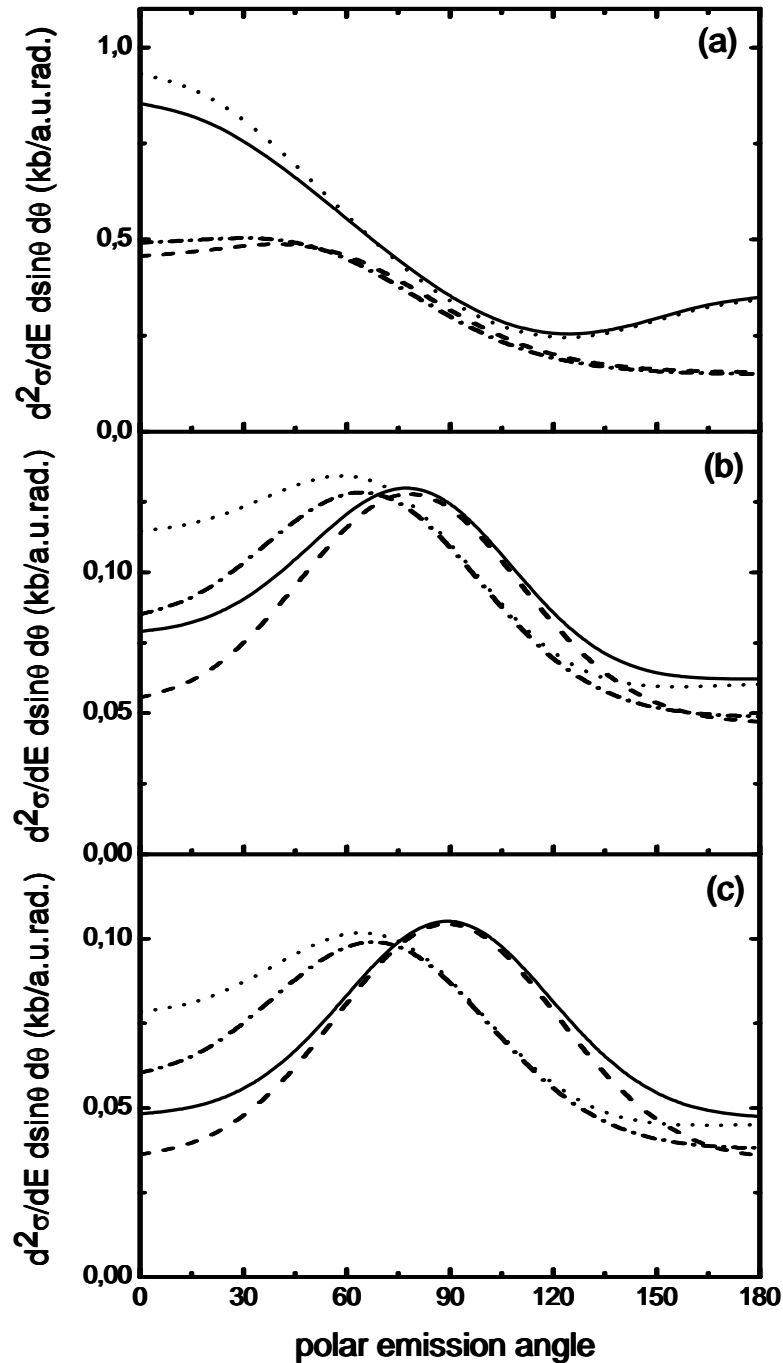 (a)
1,0
0,5
0,0
d²σ/dE dsinθ dθ (kb/a.u.rad.)
(b)
0,10
0,05
0,00
d²σ/dE dsinθ dθ (kb/a.u.rad.)
(c)
0,10
0,05
0,00
d²σ/dE dsinθ dθ (kb/a.u.rad.)
0 30 60 90 120 150 180
polar emission angle